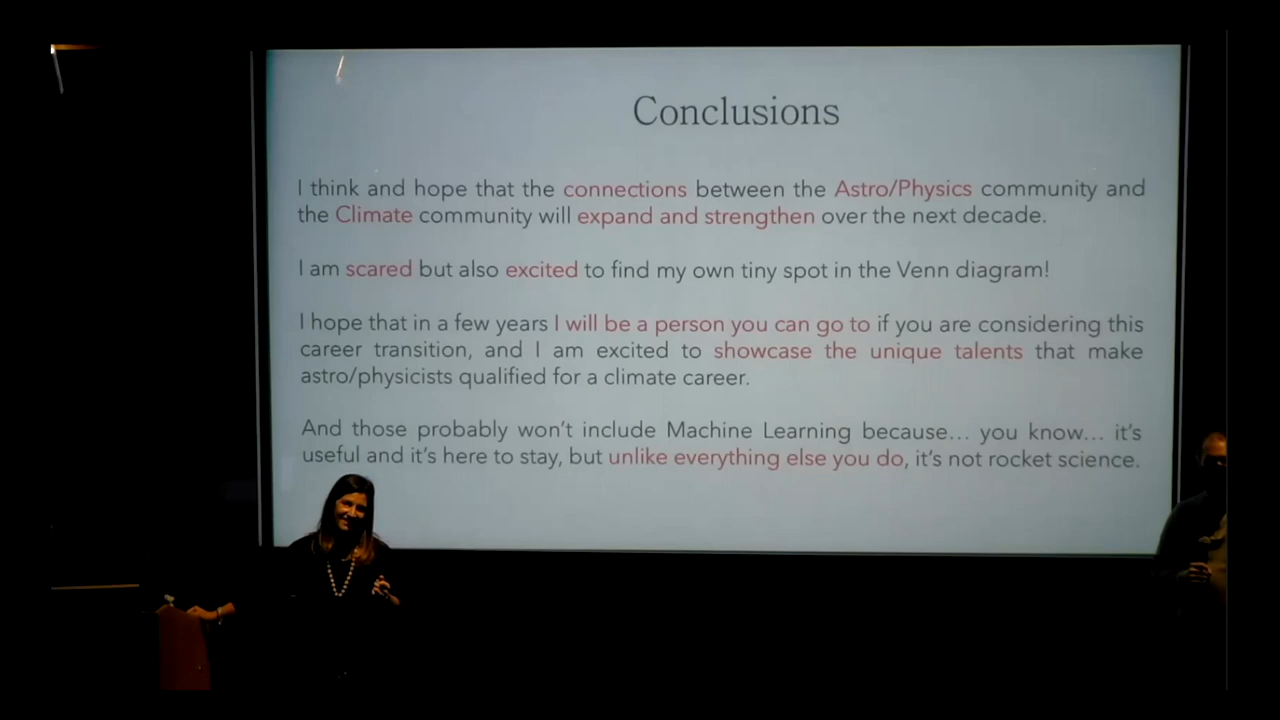 Conclusions
I think and hope that the connections between the Astro/Physics community and
the Climate community will expand and strengthen over the next decade.
I am scared but also excited to find my own tiny spot in the Venn diagram!
I hope that in a few years I will be a person you can go to if you are considering this
career transition, and I am excited to showcase the unique talents that make
astro/physicists qualified for a climate career.
And those probably won't include Machine Learning because... you know... it's
useful and it's here to stay, but unlike everything else you do, it's not rocket science.